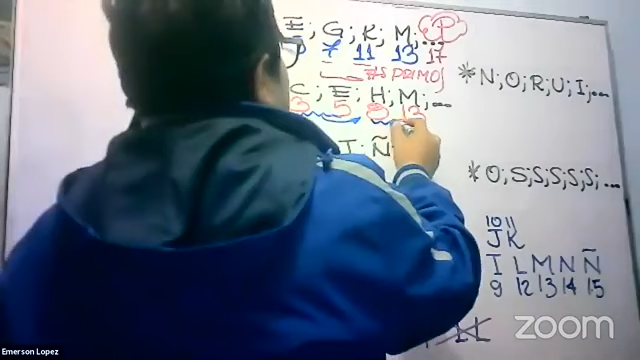 E; G; K; M; ... P
7 11 13 17
#S PRIMOS
C; E; H; M; ...
3 5 8 13
I; Ñ
* N; O; R; U; I; ...
* O; S; S; S; S; S; ...
10 11
J K
I L M N Ñ
9 12 13 14 15
zoom
Emerson Lopez